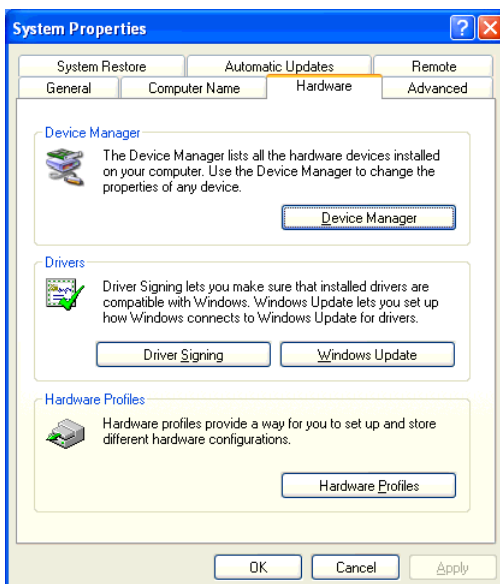 System Properties
System Restore Automatic Updates Remote
General Computer Name Hardware Advanced
Device Manager
The Device Manager lists all the hardware devices installed
on your computer. Use the Device Manager to change the
properties of any device.
Device Manager
Drivers
Driver Signing lets you make sure that installed drivers are
compatible with Windows. Windows Update lets you set up
how Windows connects to Windows Update for drivers.
Driver Signing Windows Update
Hardware Profiles
Hardware profiles provide a way for you to set up and store
different hardware configurations.
Hardware Profiles
OK Cancel Apply